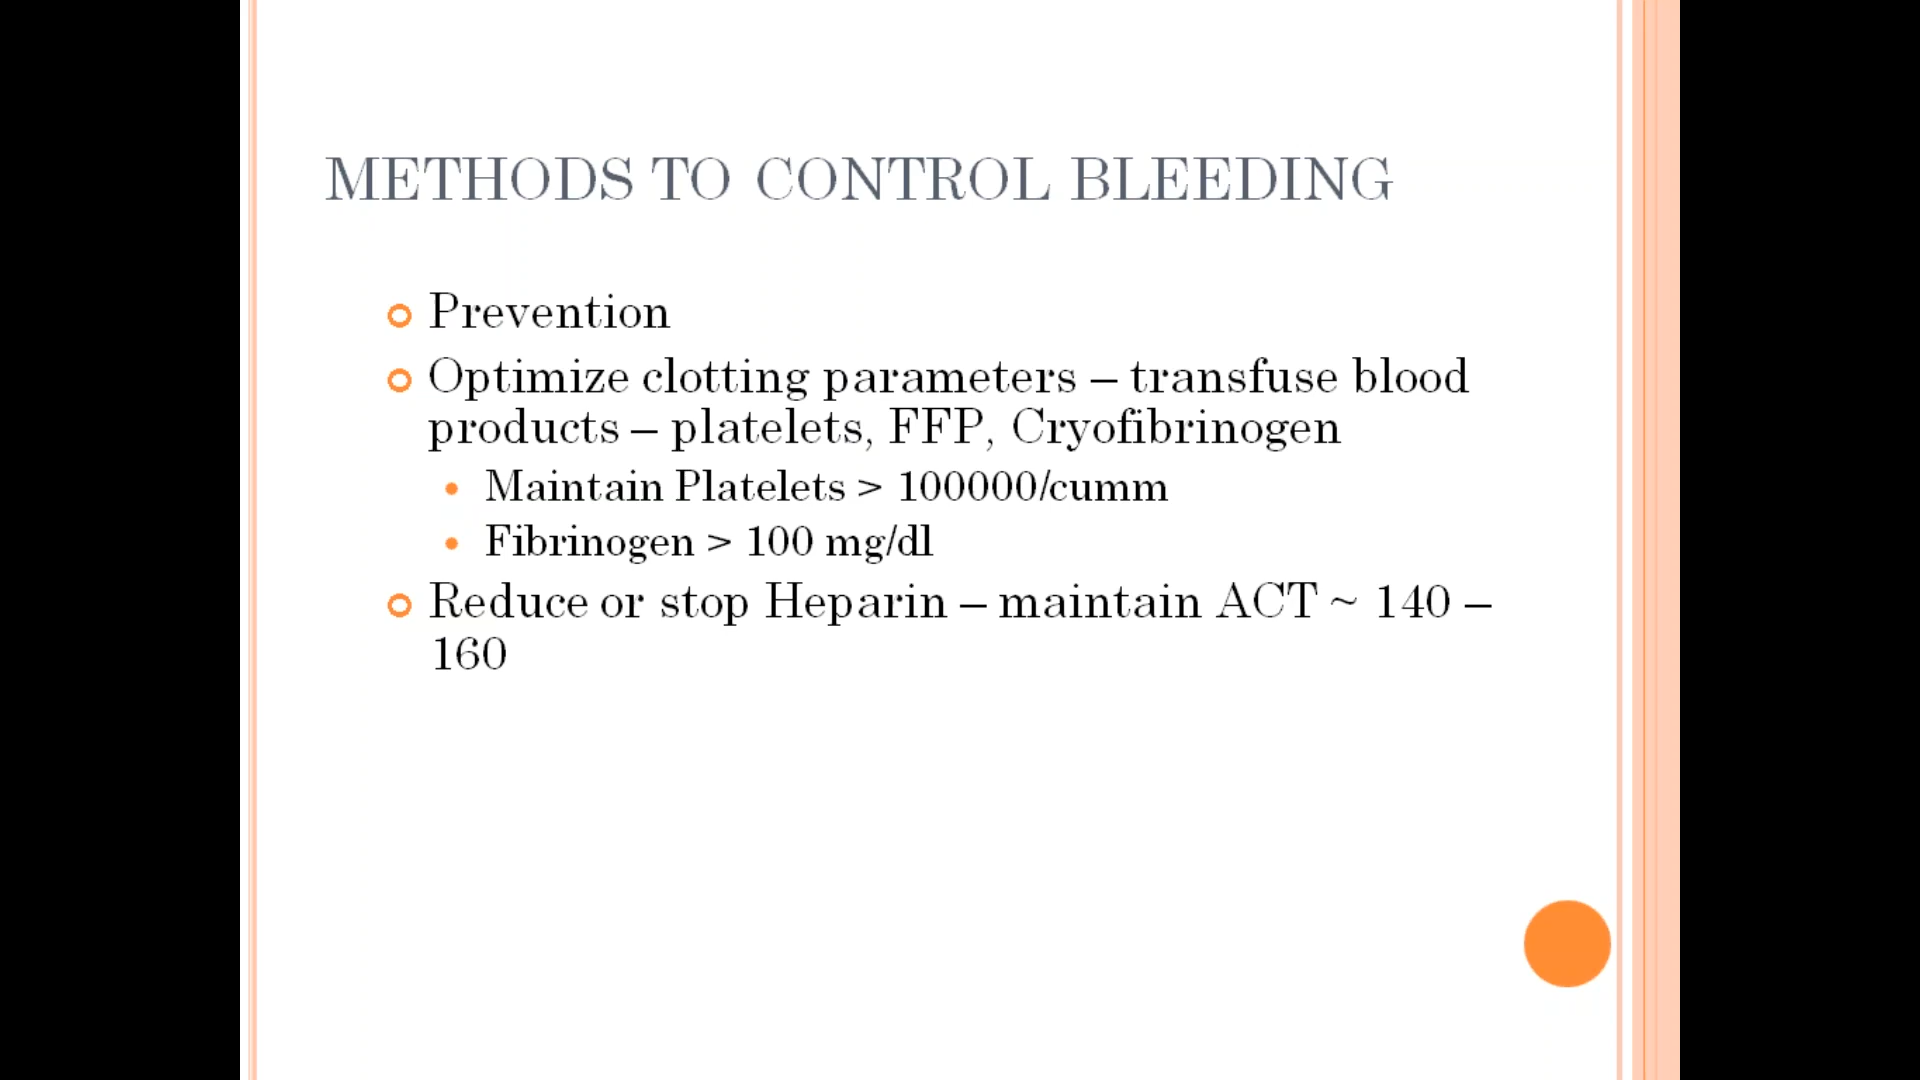 METHODS TO CONTROL BLEEDING
Prevention
Optimize clotting parameters – transfuse blood
products – platelets, FFP, Cryofibrinogen
Maintain Platelets > 100000/cumm
Fibrinogen > 100 mg/dl
Reduce or stop Heparin – maintain ACT ~ 140 –
160